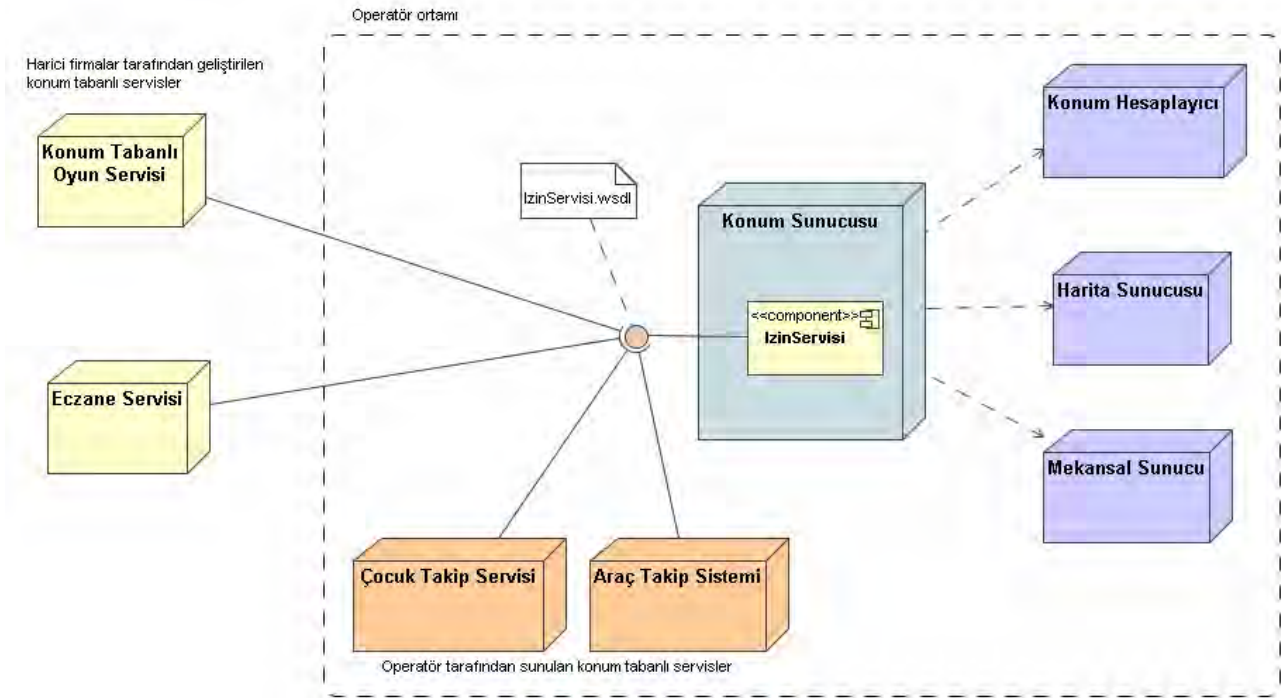 Operatör ortamı
Harici firmalar tarafından geliştirilen
konum tabanlı servisler
Konum Tabanlı
Oyun Servisi
IzinServisi.wsdl
Konum Sunucusu
<<component>>
IzinServisi
Konum Hesaplayıcı
Harita Sunucusu
Eczane Servisi
Mekansal Sunucu
Çocuk Takip Servisi
Araç Takip Sistemi
Operatör tarafından sunulan konum tabanlı servisler